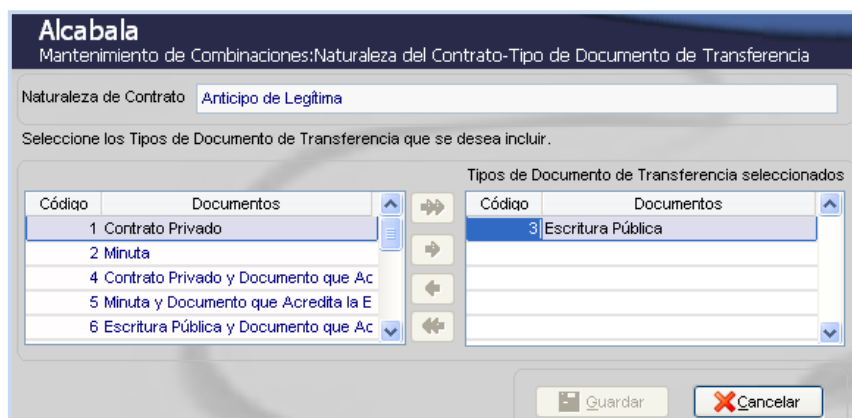 Alcabala
Mantenimiento de Combinaciones:Naturaleza del Contrato-Tipo de Documento de Transferencia
Naturaleza de Contrato Anticipo de Legítima
Seleccione los Tipos de Documento de Transferencia que se desea incluir.
Tipos de Documento de Transferencia seleccionados
Código Documentos
1 Contrato Privado
2 Minuta
4 Contrato Privado y Documento que Ac
5 Minuta y Documento que Acredita la E
6 Escritura Pública y Documento que Ac
Código Documentos
3 Escritura Pública
Guardar Cancelar